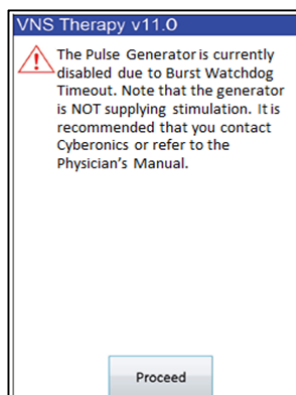 VNS Therapy v11.0
The Pulse Generator is currently
disabled due to Burst Watchdog
Timeout. Note that the generator
is NOT supplying stimulation. It is
recommended that you contact
Cyberonics or refer to the
Physician's Manual.
Proceed